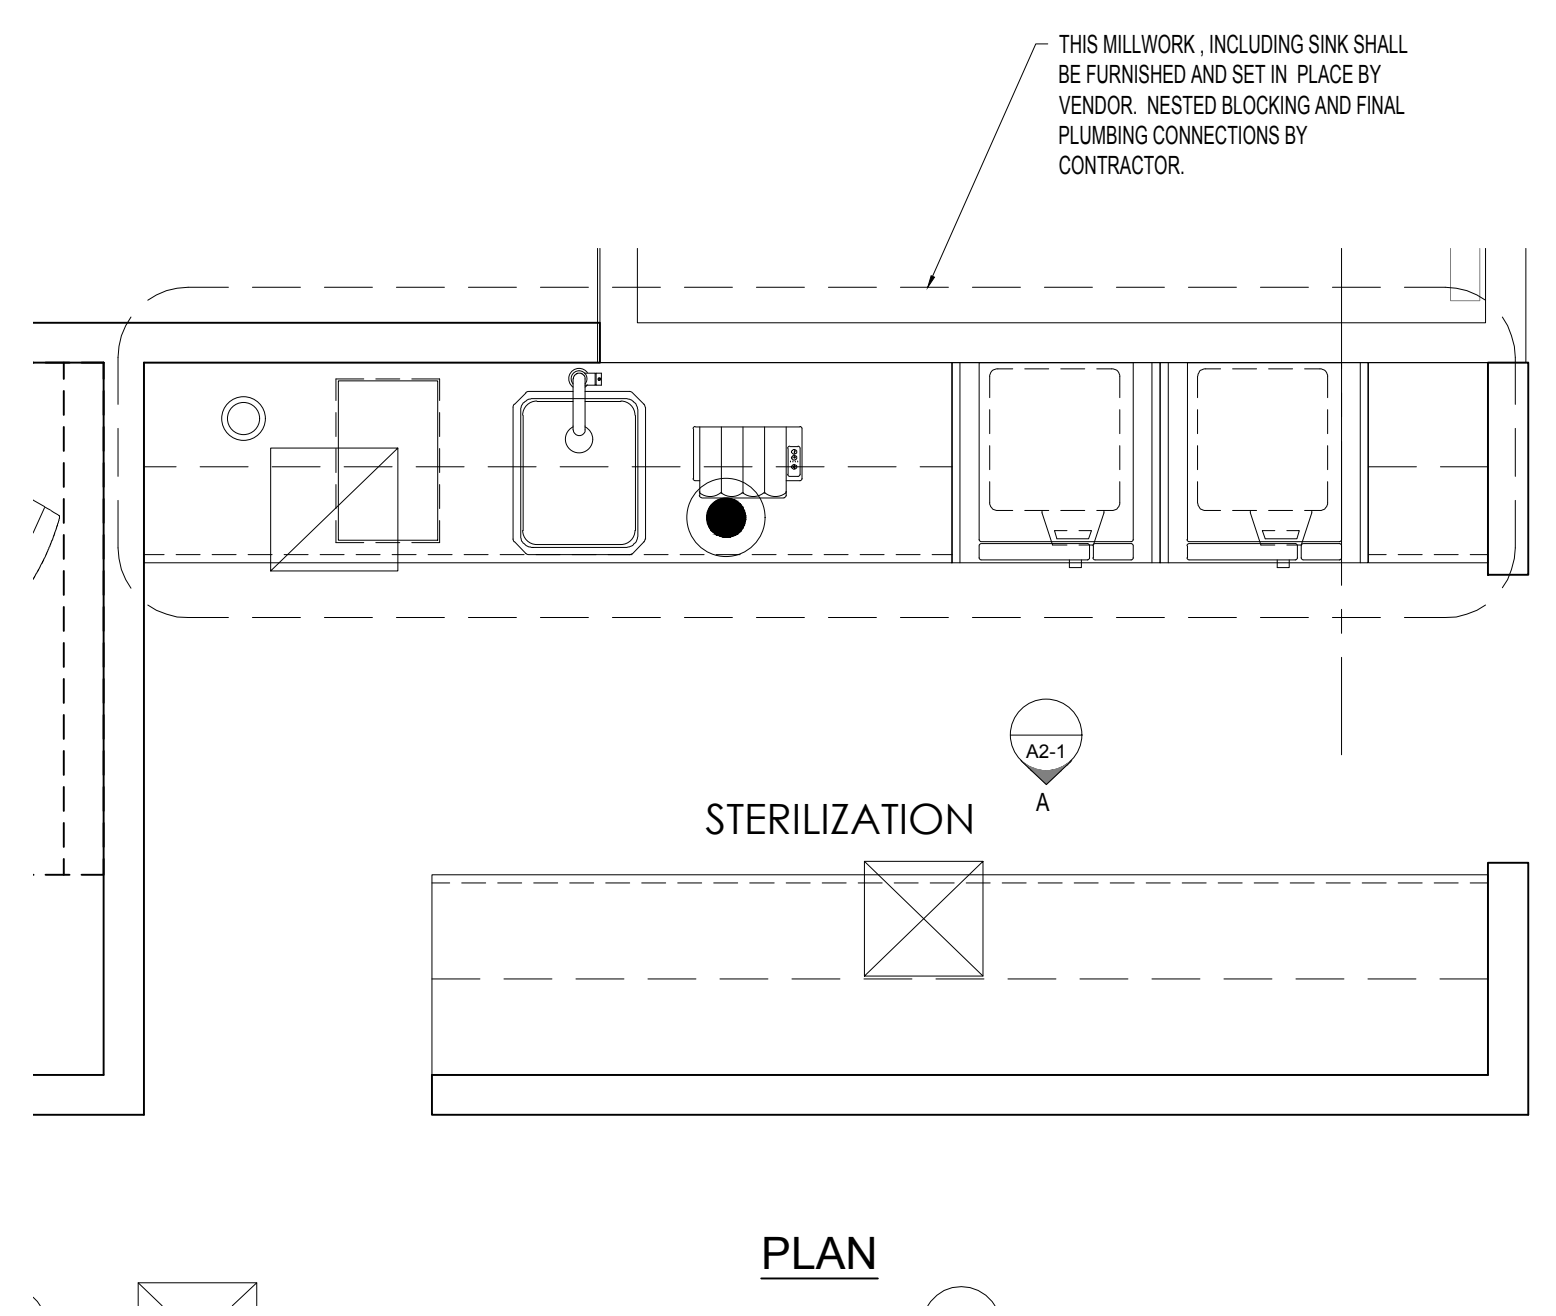 THIS MILLWORK , INCLUDING SINK SHALL
BE FURNISHED AND SET IN PLACE BY
VENDOR. NESTED BLOCKING AND FINAL
PLUMBING CONNECTIONS BY
CONTRACTOR.
A2-1
A
STERILIZATION
PLAN